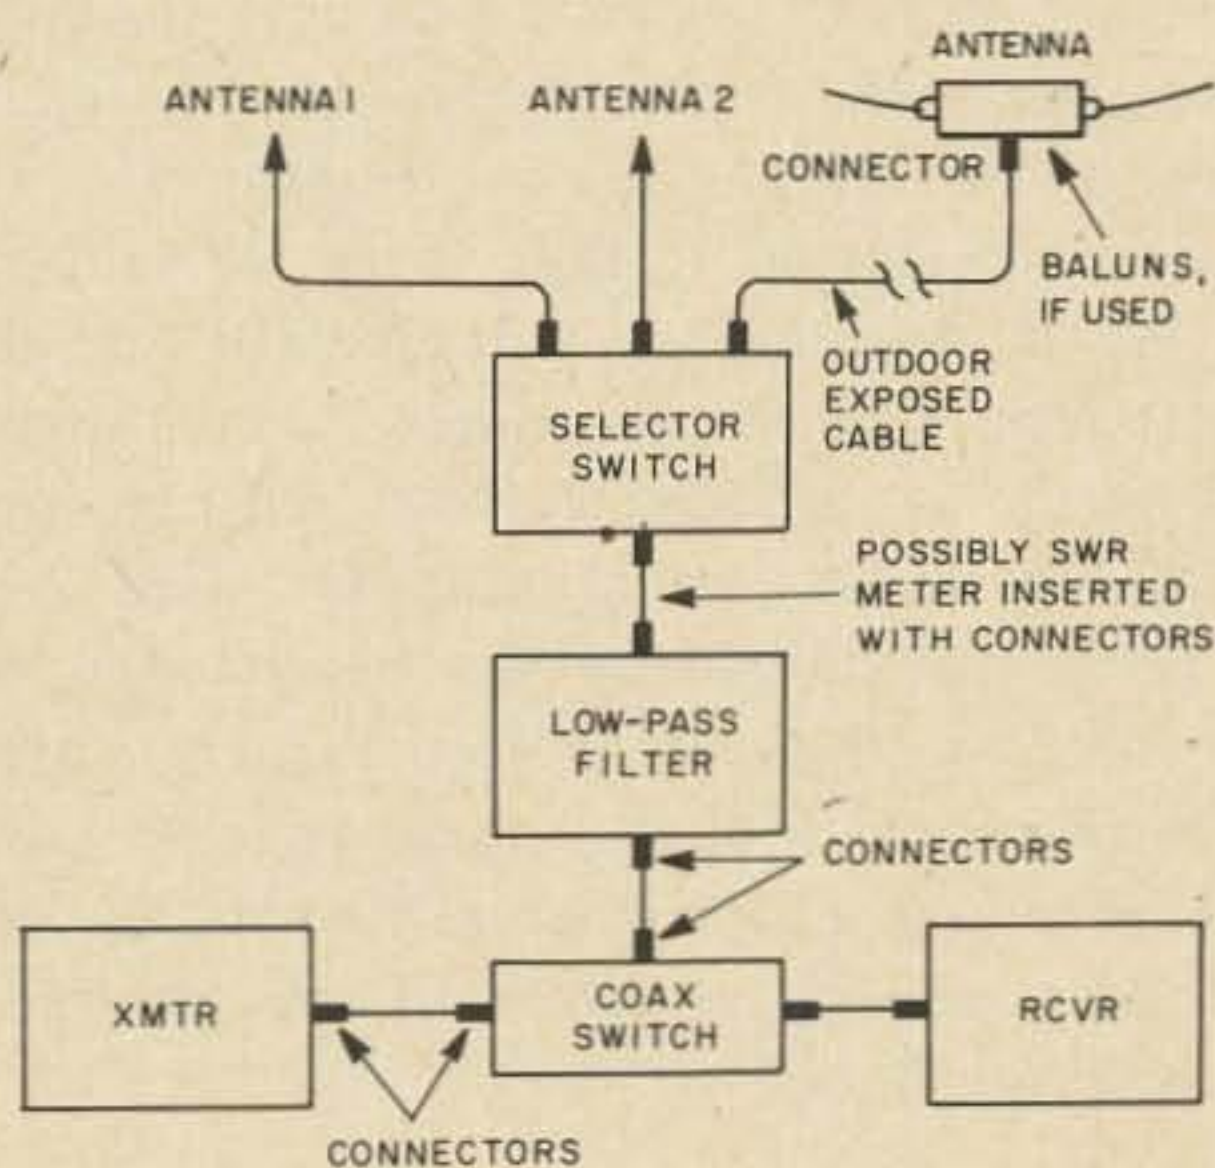 ANTENNA
ANTENNA 1
ANTENNA 2
CONNECTOR
BALUNS,
IF USED
OUTDOOR
EXPOSED
CABLE
SELECTOR
SWITCH
POSSIBLY SWR
METER INSERTED
WITH CONNECTORS
LOW-PASS
FILTER
CONNECTORS
XMTR
COAX
SWITCH
RCVR
CONNECTORS